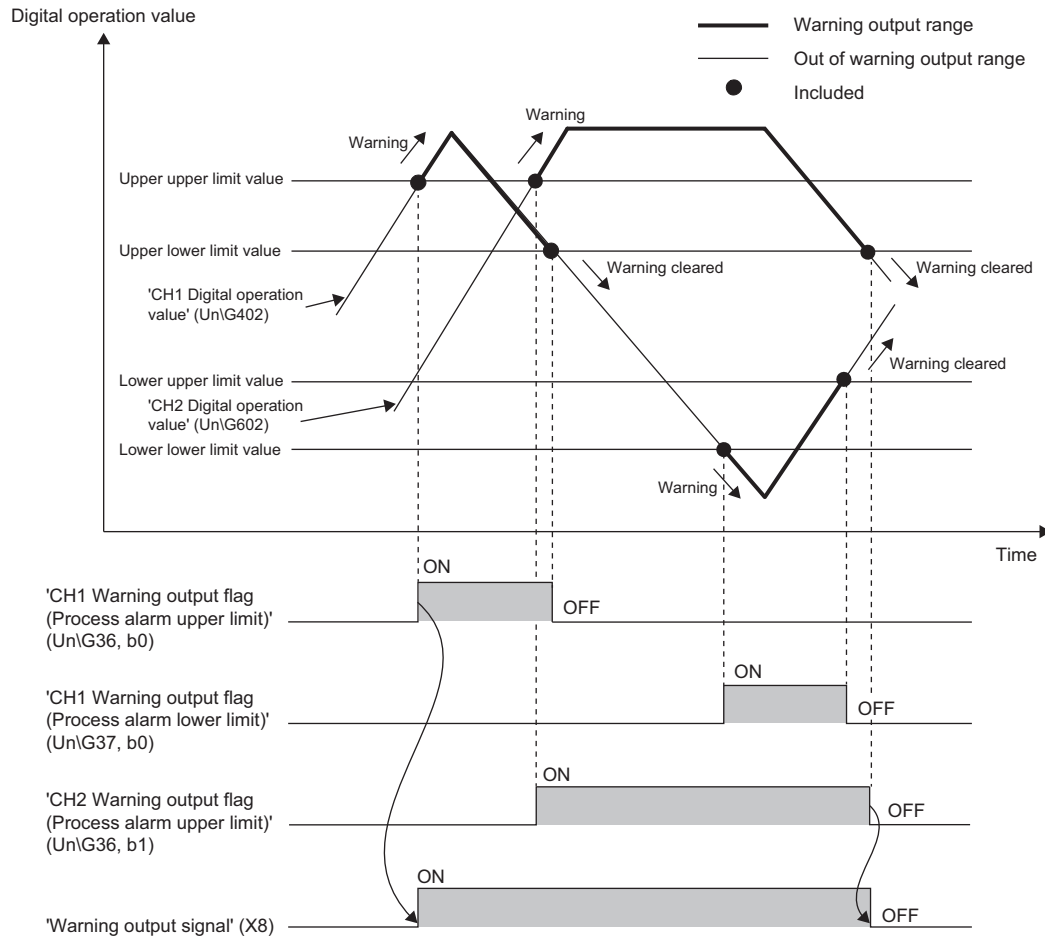 Digital operation value
Warning output range
Out of warning output range
Included
Warning
Warning
Upper upper limit value
Upper lower limit value
Warning cleared
Warning cleared
'CH1 Digital operation
value' (Un\G402)
Warning cleared
Lower upper limit value
'CH2 Digital operation
value' (Un\G602)
Lower lower limit value
Warning
Time
ON
'CH1 Warning output flag
(Process alarm upper limit)'
(Un\G36, b0)
OFF
ON
'CH1 Warning output flag
(Process alarm lower limit)'
(Un\G37, b0)
OFF
ON
'CH2 Warning output flag
(Process alarm upper limit)'
(Un\G36, b1)
OFF
ON
'Warning output signal' (X8)
OFF